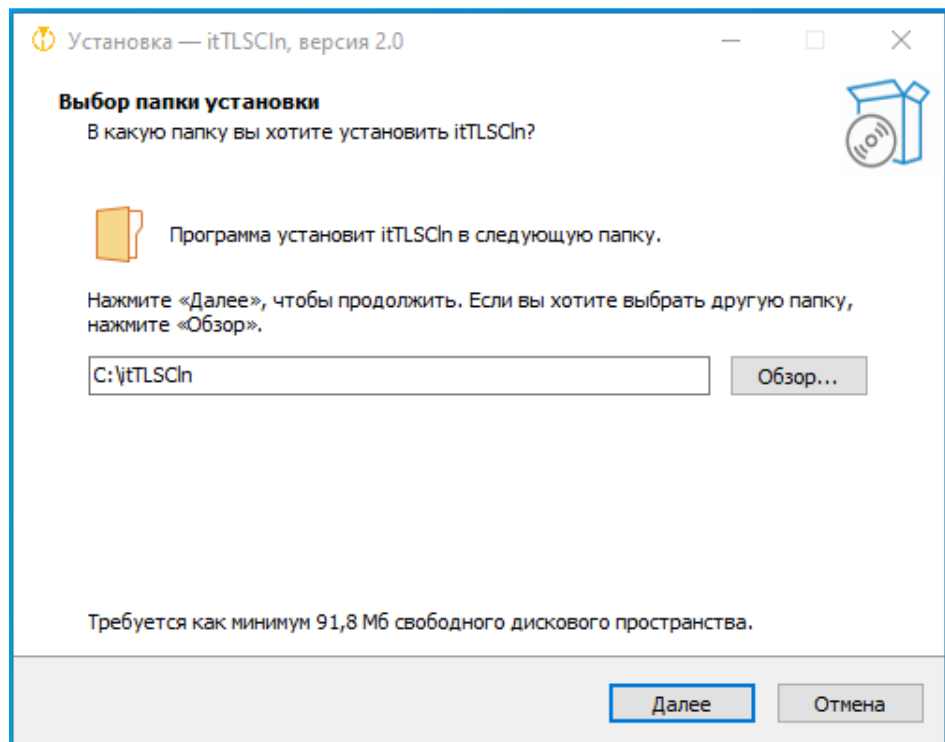 Установка — itTLSCln, версия 2.0
Выбор папки установки
В какую папку вы хотите установить itTLSCln?
Программа установит itTLSCln в следующую папку.
Нажмите «Далее», чтобы продолжить. Если вы хотите выбрать другую папку,
нажмите «Обзор».
C:\itTLSCln
Обзор...
Требуется как минимум 91,8 Мб свободного дискового пространства.
Далее
Отмена